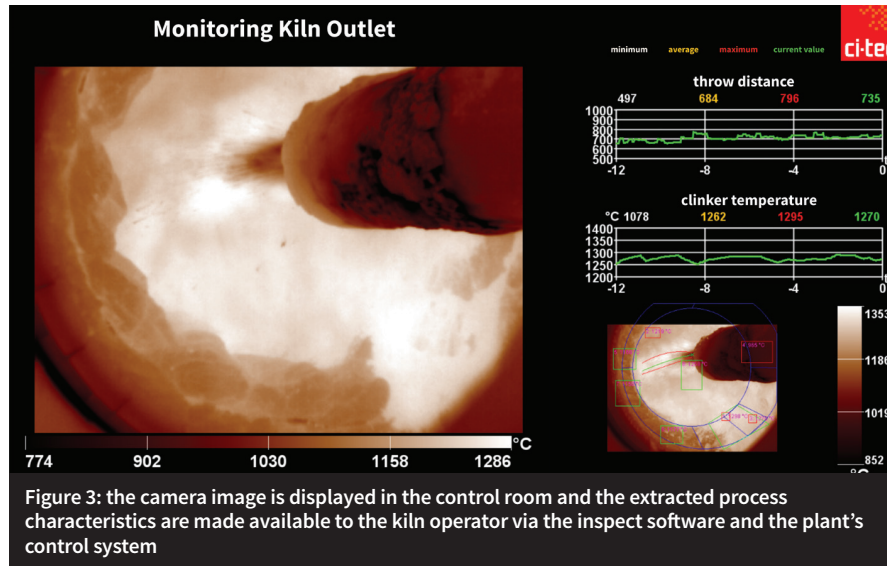 Monitoring Kiln Outlet
minimum average maximum current value
ci-tec
throw distance
497 684 796 735
1000
900
800
700
600
500
-12 -8 -4 0
clinker temperature
°C 1078 1262 1295 1270
1400
1350
1300
1250
1200
-12 -8 -4 0
1353
1186
1019
852
°C
°C
774 902 1030 1158 1286
Figure 3: the camera image is displayed in the control room and the extracted process
characteristics are made available to the kiln operator via the inspect software and the plant’s
control system